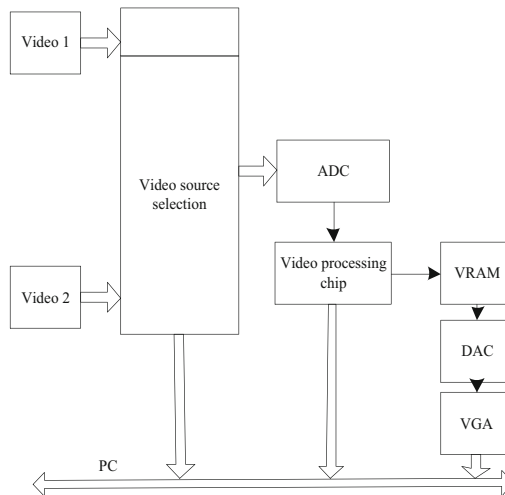 Video 1
Video source
selection
ADC
Video 2
Video processing
chip
VRAM
DAC
VGA
PC